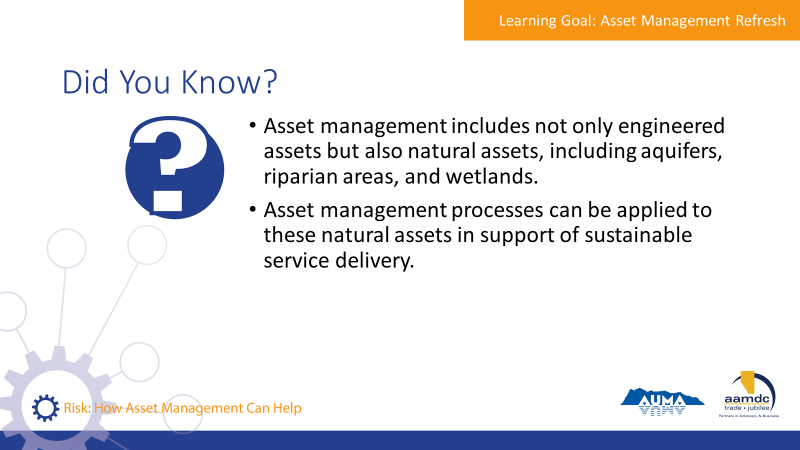 Learning Goal: Asset Management Refresh
Did You Know?
?
• Asset management includes not only engineered
assets but also natural assets, including aquifers,
riparian areas, and wetlands.
• Asset management processes can be applied to
these natural assets in support of sustainable
service delivery.
Risk: How Asset Management Can Help
AUMA
aamdc
trade • jubilee
Partners in Advocacy & Business